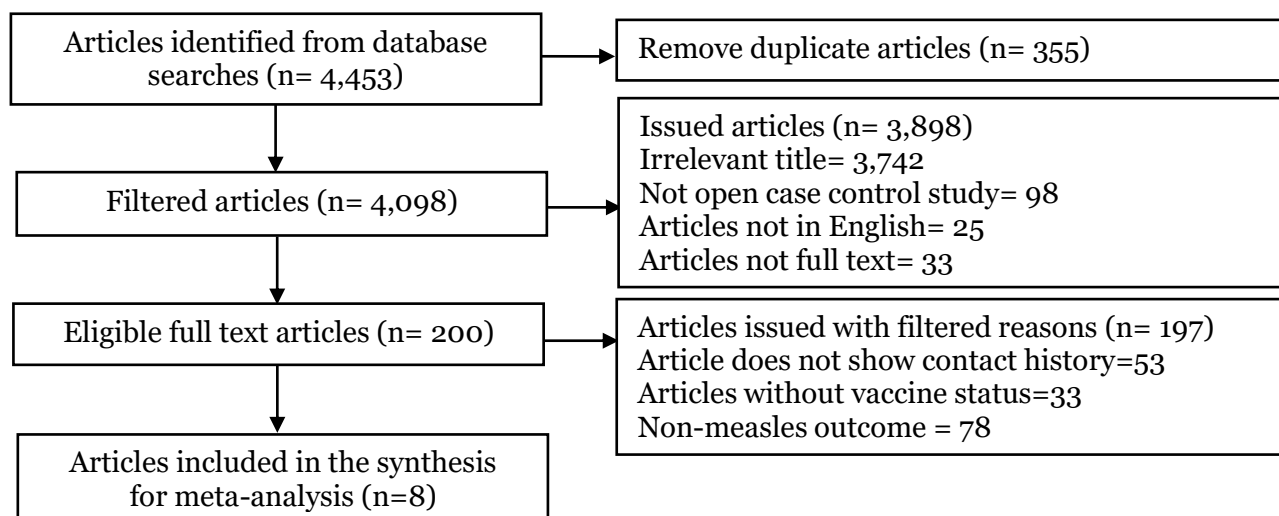 Articles identified from database
searches (n= 4,453)
Remove duplicate articles (n= 355)
Filtered articles (n= 4,098)
Issued articles (n= 3,898)
Irrelevant title= 3,742
Not open case control study= 98
Articles not in English= 25
Articles not full text= 33
Eligible full text articles (n= 200)
Articles issued with filtered reasons (n= 197)
Article does not show contact history=53
Articles without vaccine status=33
Non-measles outcome = 78
Articles included in the synthesis
for meta-analysis (n=8)